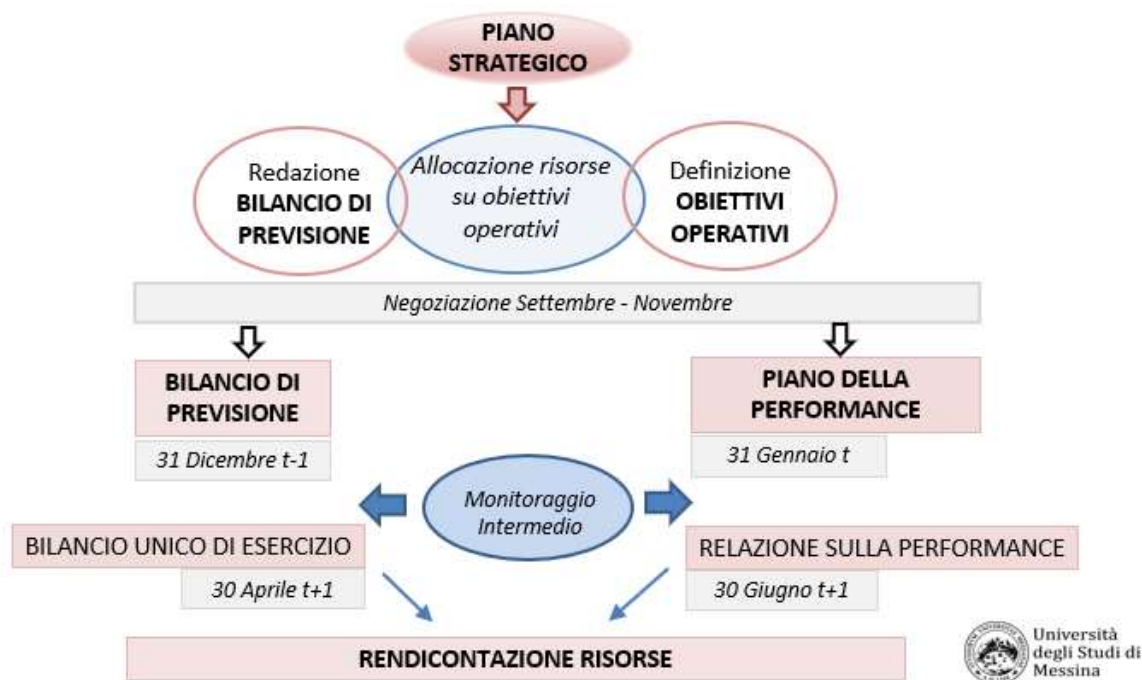 PIANO
STRATEGICO
Redazione
BILANCIO DI
PREVISIONE
Allocazione risorse
su obiettivi
operativi
Definizione
OBIETTIVI
OPERATIVI
Negoziazione Settembre - Novembre
BILANCIO DI
PREVISIONE
31 Dicembre t-1
PIANO DELLA
PERFORMANCE
31 Gennaio t
Monitoraggio
Intermedio
BILANCIO UNICO DI ESERCIZIO
30 Aprile t+1
RELAZIONE SULLA PERFORMANCE
30 Giugno t+1
RENDICONTAZIONE RISORSE
Università
degli Studi di
Messina